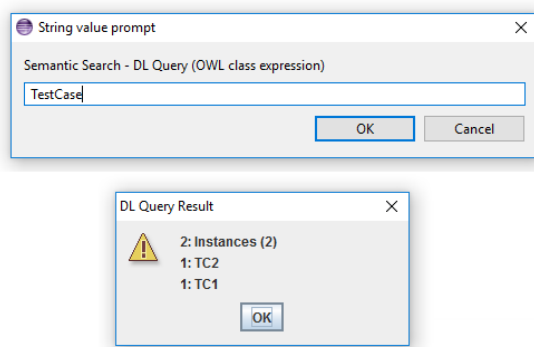 String value prompt
Semantic Search - DL Query (OWL class expression)
TestCase
OK Cancel
DL Query Result
2: Instances (2)
1: TC2
1: TC1
OK